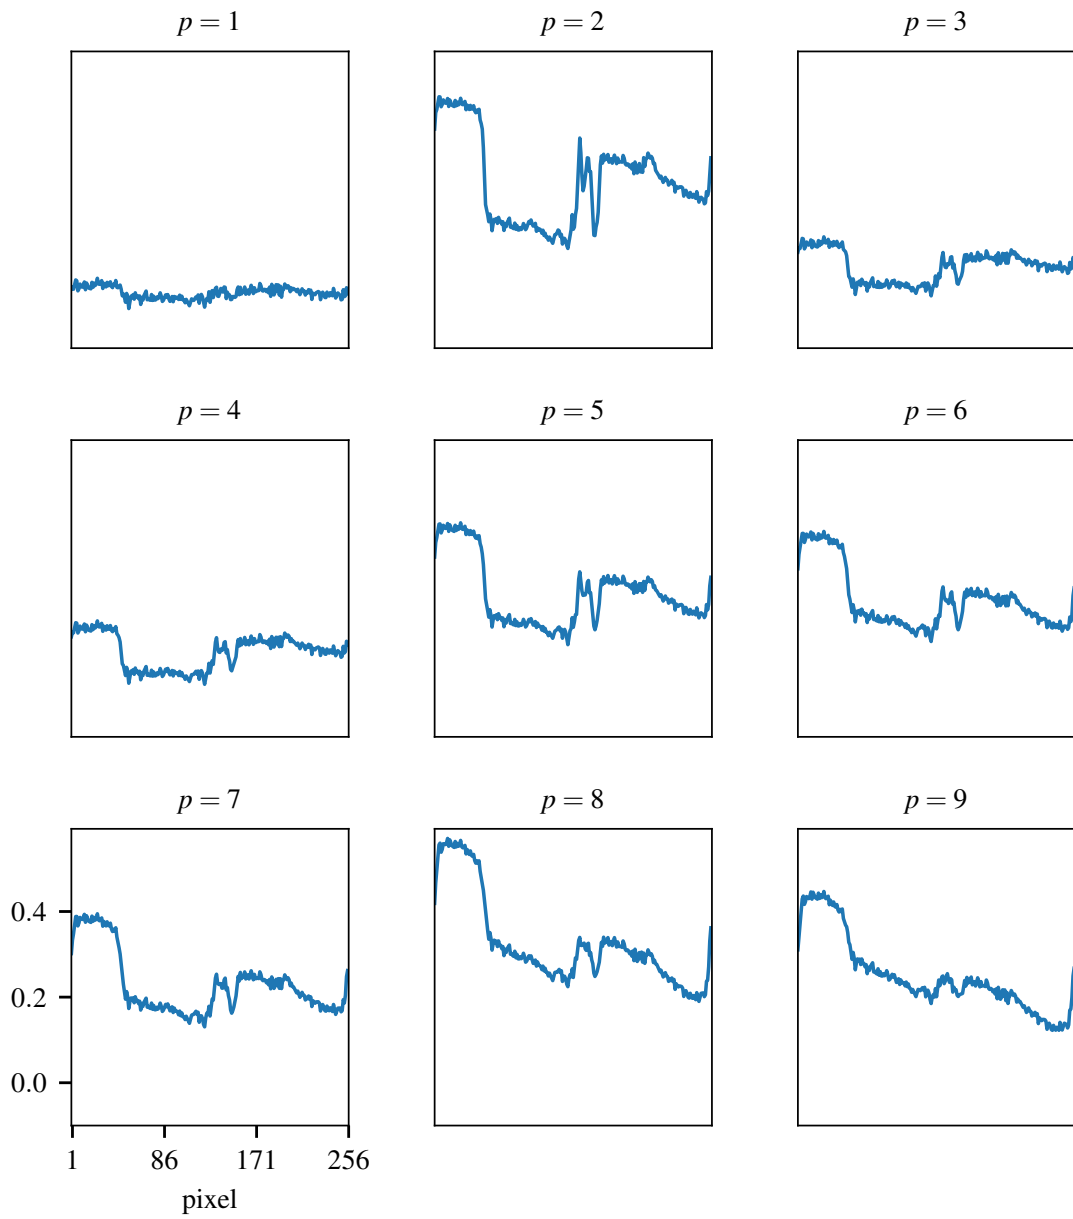 p = 1
p = 2
p = 3
p = 4
p = 5
p = 6
p = 7
p = 8
p = 9
0.4
0.2
0.0
1 86 171 256
pixel